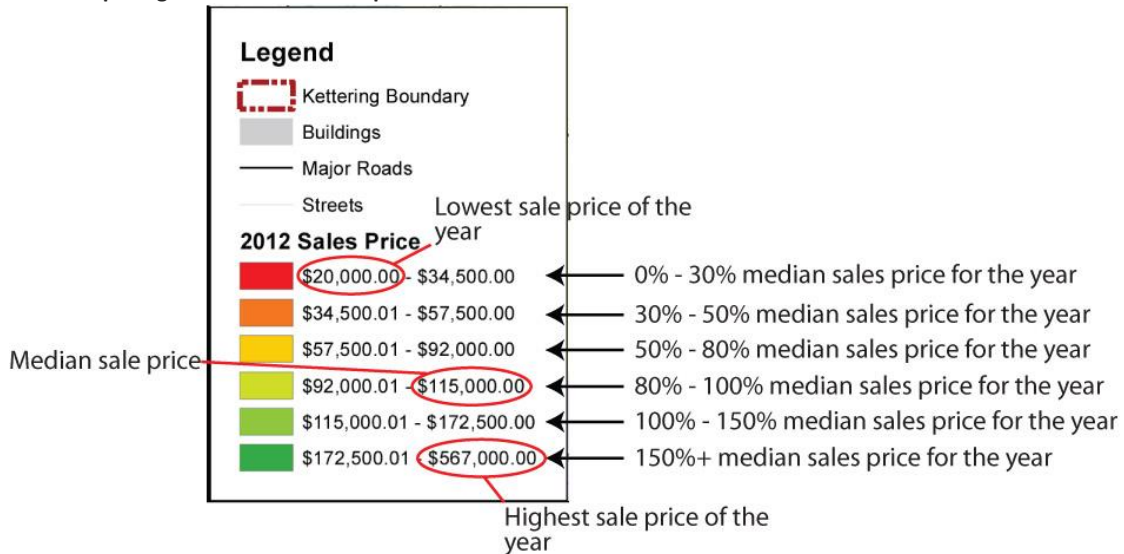 Legend
Kettering Boundary
Buildings
Major Roads
Streets
Lowest sale price of the
year
2012 Sales Price
$20,000.00 - $34,500.00
0% - 30% median sales price for the year
$34,500.01 - $57,500.00
30% - 50% median sales price for the year
$57,500.01 - $92,000.00
50% - 80% median sales price for the year
Median sale price
$92,000.01 - $115,000.00
80% - 100% median sales price for the year
$115,000.01 - $172,500.00
100% - 150% median sales price for the year
$172,500.01 - $567,000.00
150%+ median sales price for the year
Highest sale price of the
year